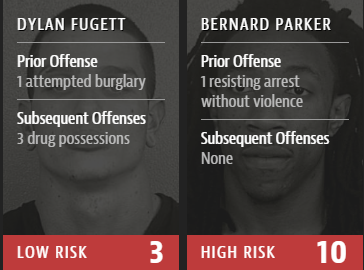 DYLAN FUGETT
Prior Offense
1 attempted burglary
Subsequent Offenses
3 drug possessions
LOW RISK 3
BERNARD PARKER
Prior Offense
1 resisting arrest
without violence
Subsequent Offenses
None
HIGH RISK 10